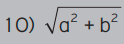 10) √(a² + b²)